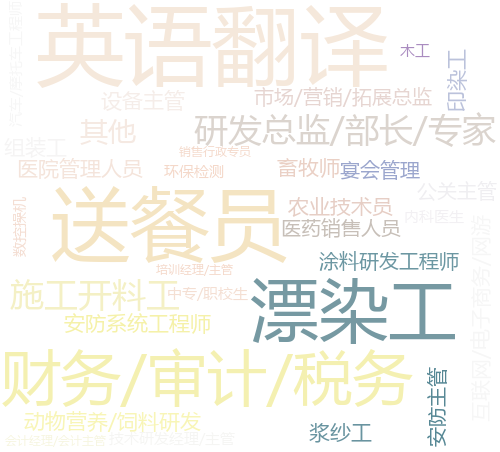 英语翻译
汽车/摩托车工程师
木工
印染工
设备主管
市场/营销/拓展总监
其他
研发总监/部长/专家
组装工
销售行政专员
医院管理人员
环保检测
畜牧师
宴会管理
公关主管
送餐员
数控操机
农业技术员
内科医生
医药销售人员
互联网/电子商务/网游
培训经理/主管
涂料研发工程师
施工开料工
中专/职校生
漂染工
安防系统工程师
财务/审计/税务
安防主管
动物营养/饲料研发
浆纱工
会计经理/会计主管
技术研发经理/主管